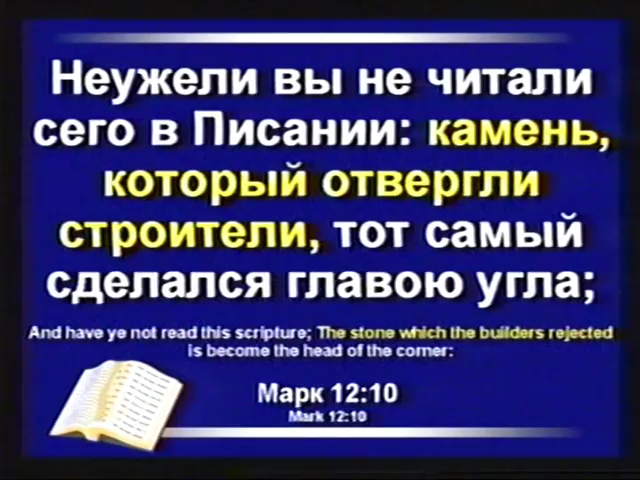 Неужели вы не читали
сего в Писании: камень,
который отвергли
строители, тот самый
сделался главою угла;
And have ye not read this scripture; The stone which the builders rejected
is become the head of the corner:
Марк 12:10
Mark 12:10